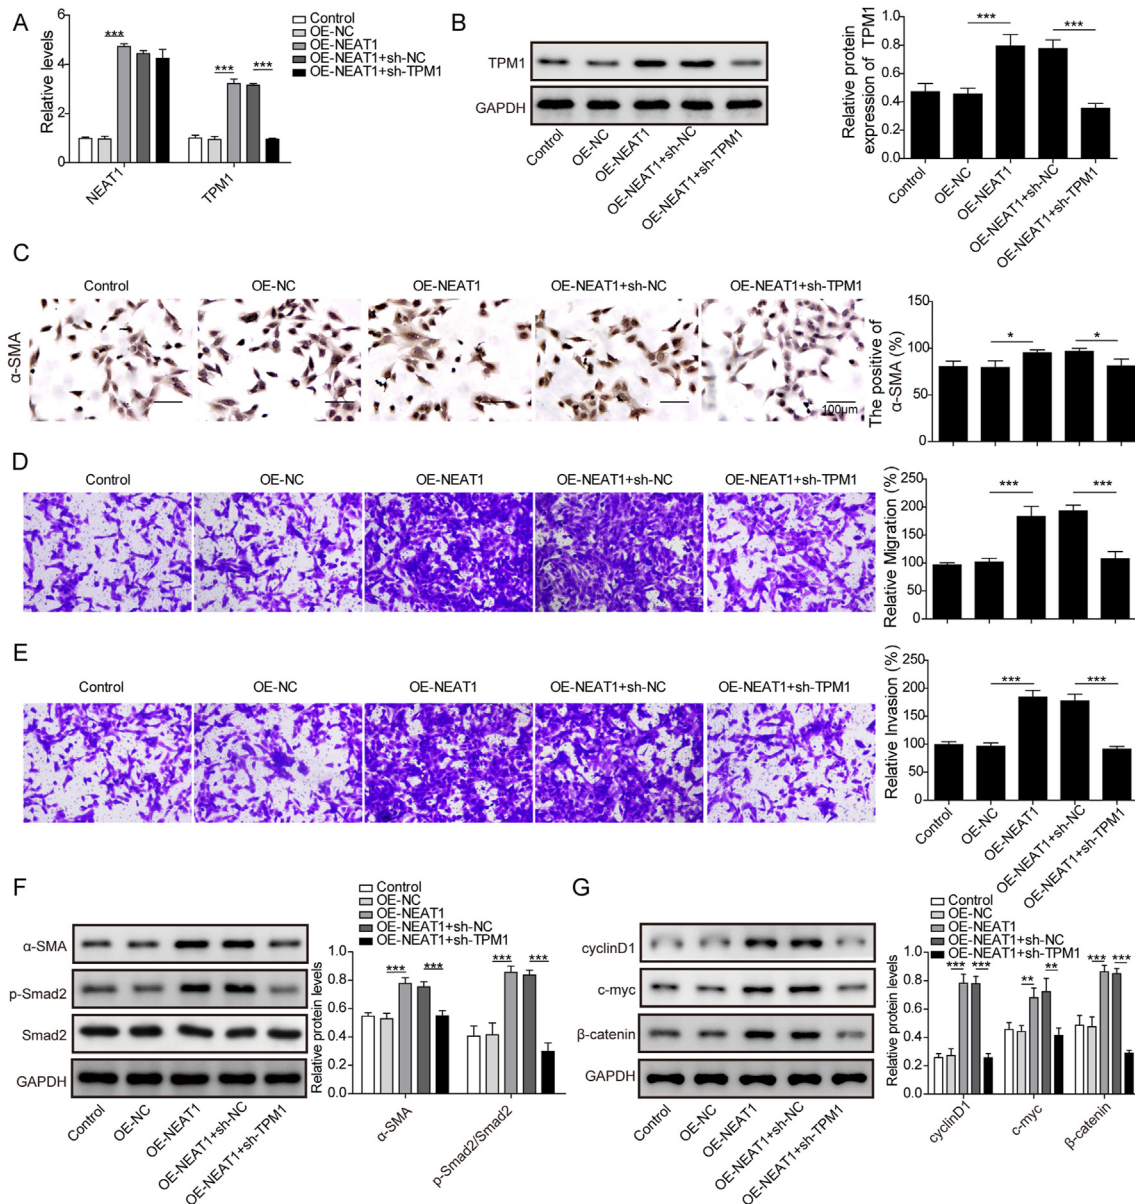 A
Relative levels
6
4
2
0
***
***
***
NEAT1
TPM1
Control
OE-NC
OE-NEAT1
OE-NEAT1+sh-NC
OE-NEAT1+sh-TPM1
B
TPM1
GAPDH
Control
OE-NC
OE-NEAT1
OE-NEAT1+sh-NC
OE-NEAT1+sh-TPM1
Relative protein
expression of TPM1
1.0
0.8
0.6
0.4
0.2
0
***
***
Control
OE-NC
OE-NEAT1
OE-NEAT1+sh-NC
OE-NEAT1+sh-TPM1
C
Control
OE-NC
OE-NEAT1
OE-NEAT1+sh-NC
OE-NEAT1+sh-TPM1
α-SMA
100μm
The positive of
α-SMA (%)
150
100
50
0
*
*
D
Control
OE-NC
OE-NEAT1
OE-NEAT1+sh-NC
OE-NEAT1+sh-TPM1
Relative Migration (%)
250
200
150
100
50
0
***
***
E
Control
OE-NC
OE-NEAT1
OE-NEAT1+sh-NC
OE-NEAT1+sh-TPM1
Relative Invasion (%)
250
200
150
100
50
0
***
***
Control
OE-NC
OE-NEAT1
OE-NEAT1+sh-NC
OE-NEAT1+sh-TPM1
F
α-SMA
p-Smad2
Smad2
GAPDH
Control
OE-NC
OE-NEAT1
OE-NEAT1+sh-NC
OE-NEAT1+sh-TPM1
Control
OE-NC
OE-NEAT1
OE-NEAT1+sh-NC
OE-NEAT1+sh-TPM1
Relative protein levels
1.0
0.8
0.6
0.4
0.2
0
***
***
***
***
α-SMA
p-Smad2/Smad2
G
cyclinD1
c-myc
β-catenin
GAPDH
Control
OE-NC
OE-NEAT1
OE-NEAT1+sh-NC
OE-NEAT1+sh-TPM1
Control
OE-NC
OE-NEAT1
OE-NEAT1+sh-NC
OE-NEAT1+sh-TPM1
Relative protein levels
1.0
0.8
0.6
0.4
0.2
0
***
***
**
**
***
***
cyclinD1
c-myc
β-catenin